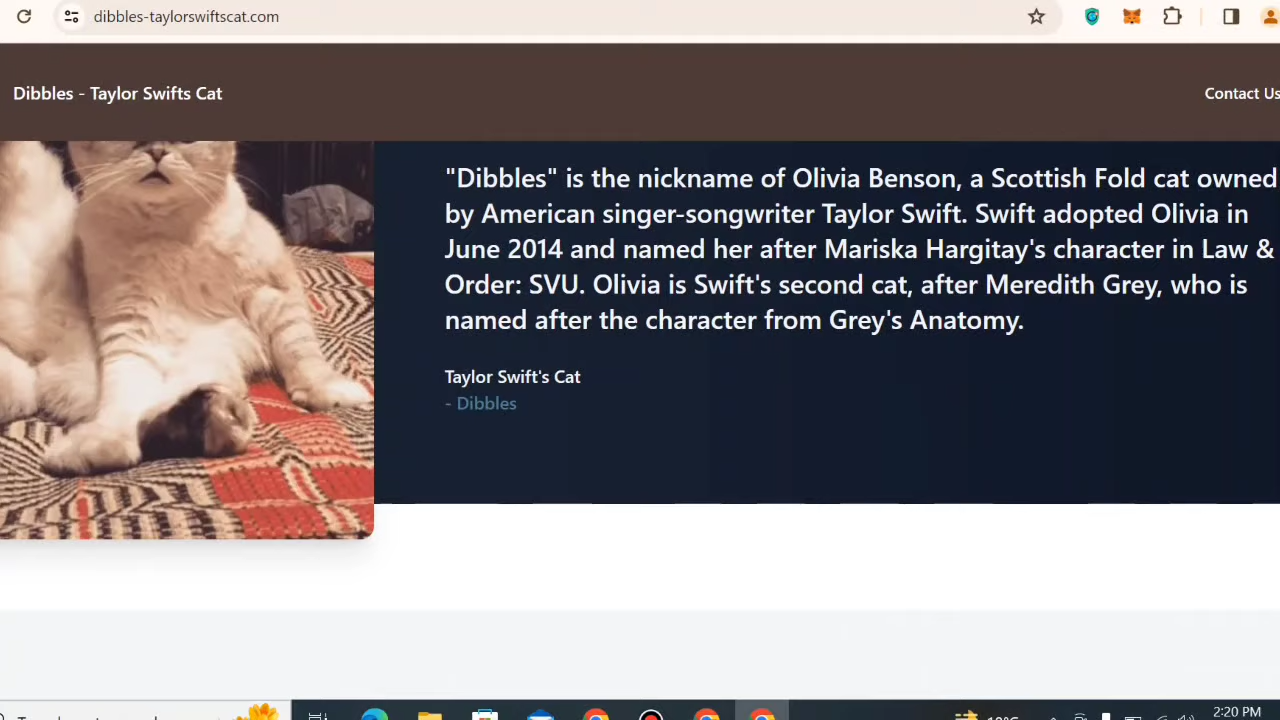 dibbles-taylorswiftscat.com
Dibbles - Taylor Swifts Cat
Contact Us
"Dibbles" is the nickname of Olivia Benson, a Scottish Fold cat owned
by American singer-songwriter Taylor Swift. Swift adopted Olivia in
June 2014 and named her after Mariska Hargitay's character in Law &
Order: SVU. Olivia is Swift's second cat, after Meredith Grey, who is
named after the character from Grey's Anatomy.
Taylor Swift's Cat
- Dibbles
2:20 PM